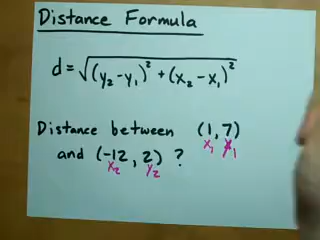 Distance Formula
d = √(y₂ - y₁)² + (x₂ - x₁)²
Distance between (1, 7)
x₁ y₁
and (-12, 2) ?
x₂ y₂